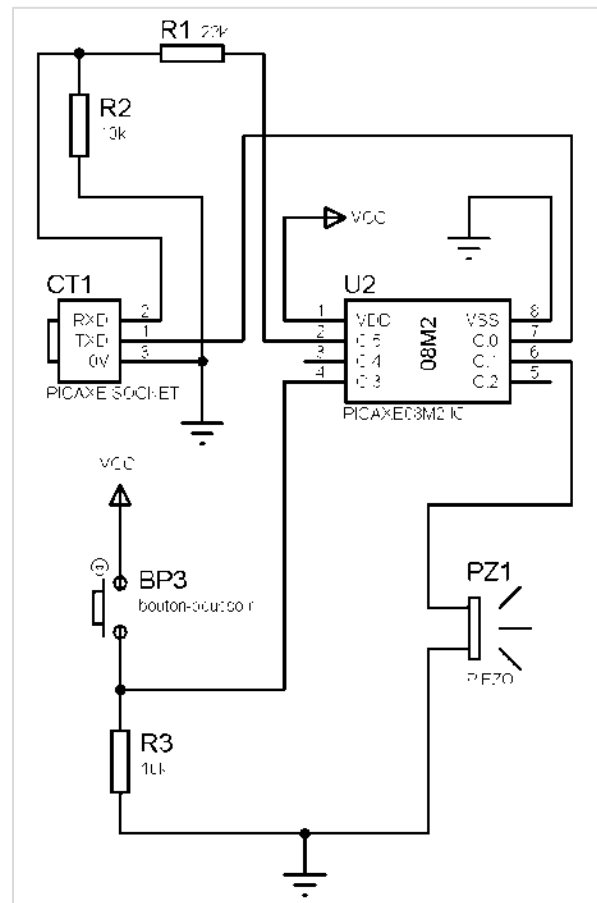 R1 22k
R2
10k
VCC
CT1
RXD 2
TXD 1
0V 3
PICAXE SOCKET
U2
1 VDD VSS 8
2 C.5 C.0 7
3 C.4 C.1 6
4 C.3 C.2 5
08M2
PICAXE08M2 IC
VCC
BP3
bouton-poussoir
PZ1
PIEZO
R3
10k